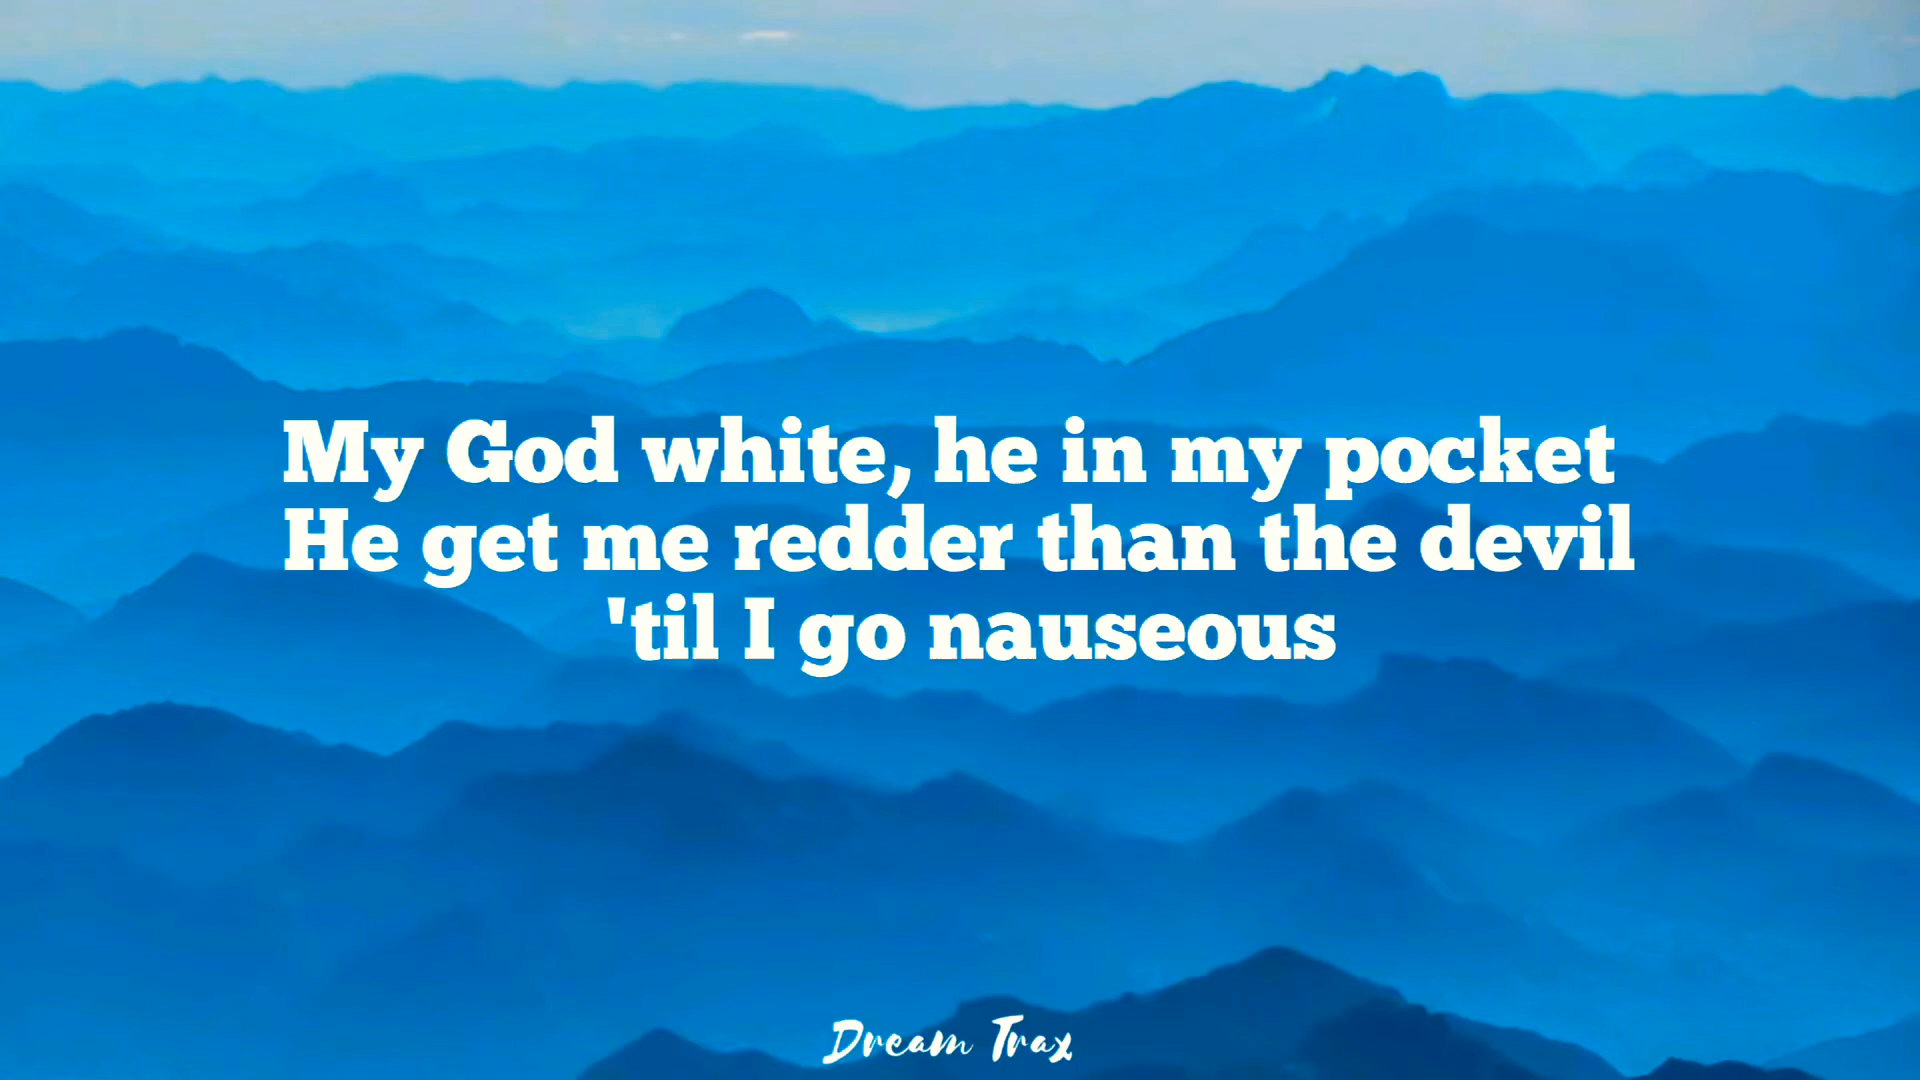 My God white, he in my pocket
He get me redder than the devil
'til I go nauseous
Dream Trax